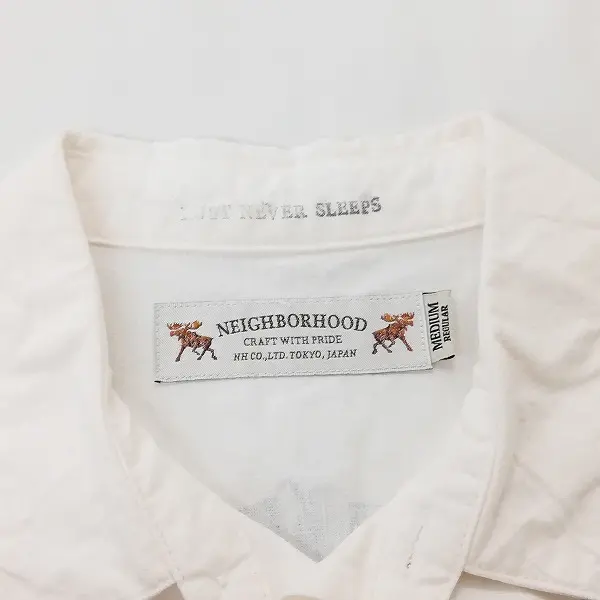 NEVER SLEEPS
NEIGHBORHOOD
CRAFT WITH PRIDE
NH CO.,LTD. TOKYO, JAPAN
MEDIUM
REGULAR